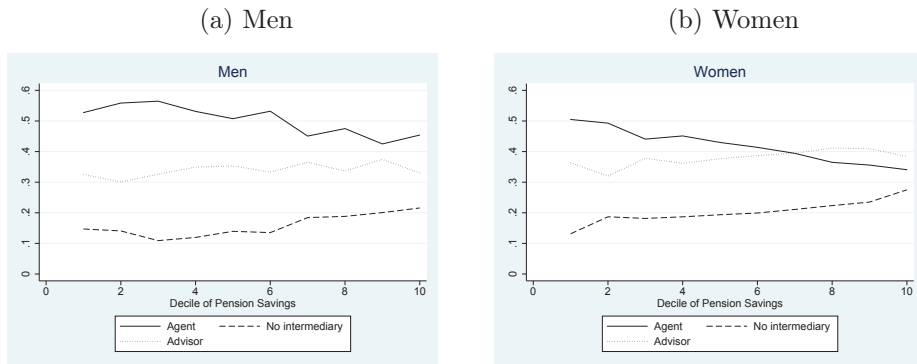 (a) Men
Men
.6
.5
.4
.3
.2
.1
0
0 2 4 6 8 10
Decile of Pension Savings
Agent No intermediary
Advisor
(b) Women
Women
.6
.5
.4
.3
.2
.1
0
0 2 4 6 8 10
Decile of Pension Savings
Agent No intermediary
Advisor